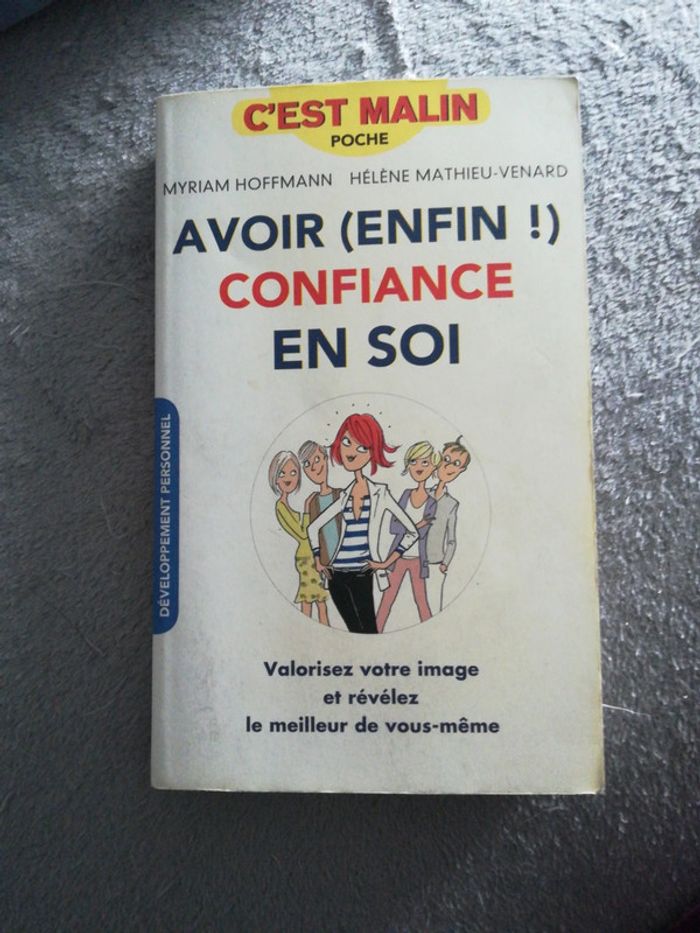 C'EST MALIN
POCHE
MYRIAM HOFFMANN HÉLÈNE MATHIEU-VENARD
AVOIR (ENFIN !)
CONFIANCE
EN SOI
DÉVELOPPEMENT PERSONNEL
Valorisez votre image
et révélez
le meilleur de vous-même